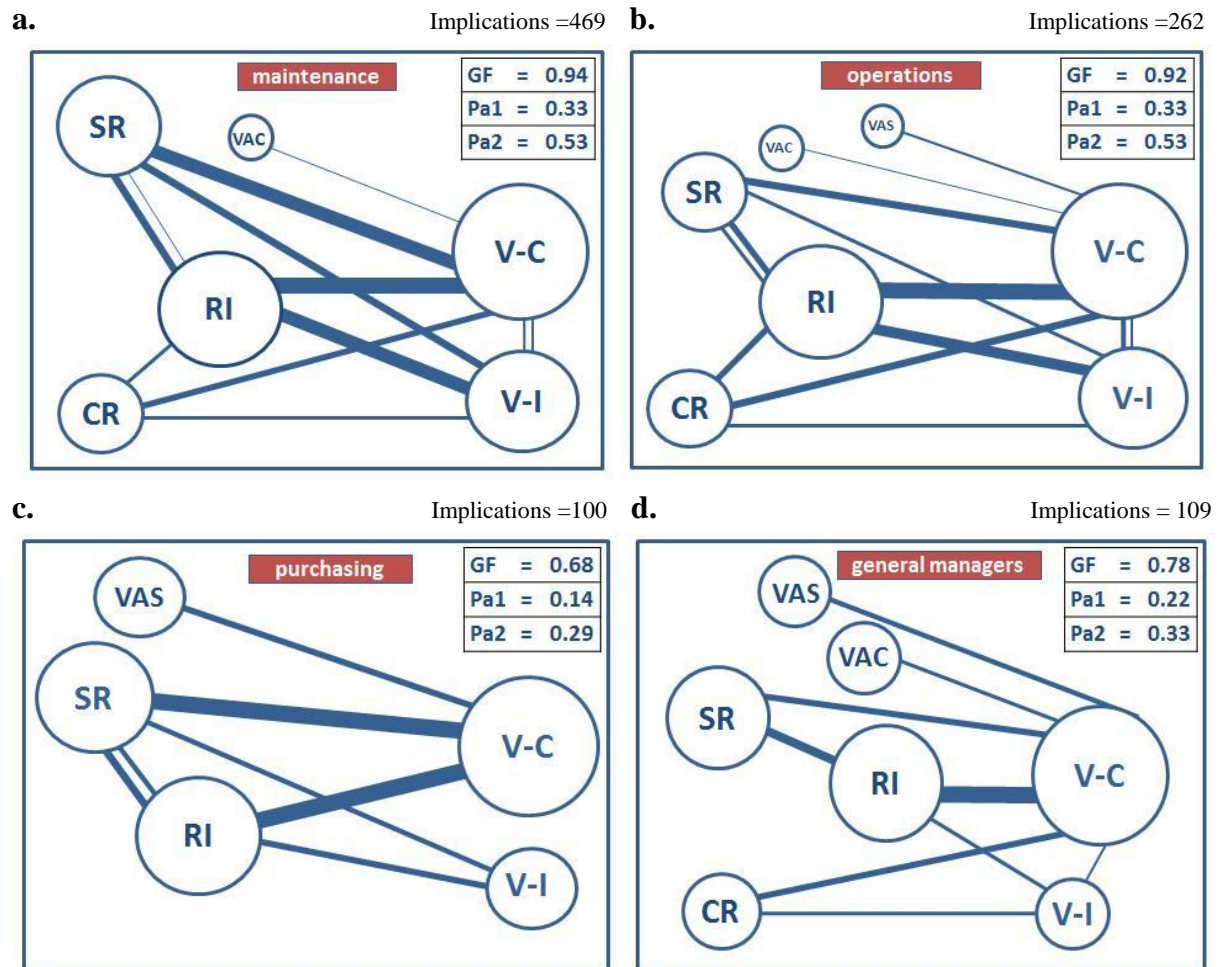 a.
Implications =469
maintenance
GF = 0.94
Pa1 = 0.33
Pa2 = 0.53
SR
VAC
V-C
RI
CR
V-I
b.
Implications =262
operations
GF = 0.92
Pa1 = 0.33
Pa2 = 0.53
VAS
VAC
SR
V-C
RI
CR
V-I
c.
Implications =100
purchasing
GF = 0.68
Pa1 = 0.14
Pa2 = 0.29
VAS
SR
V-C
RI
V-I
d.
Implications = 109
general managers
GF = 0.78
Pa1 = 0.22
Pa2 = 0.33
VAS
VAC
SR
RI
V-C
CR
V-I